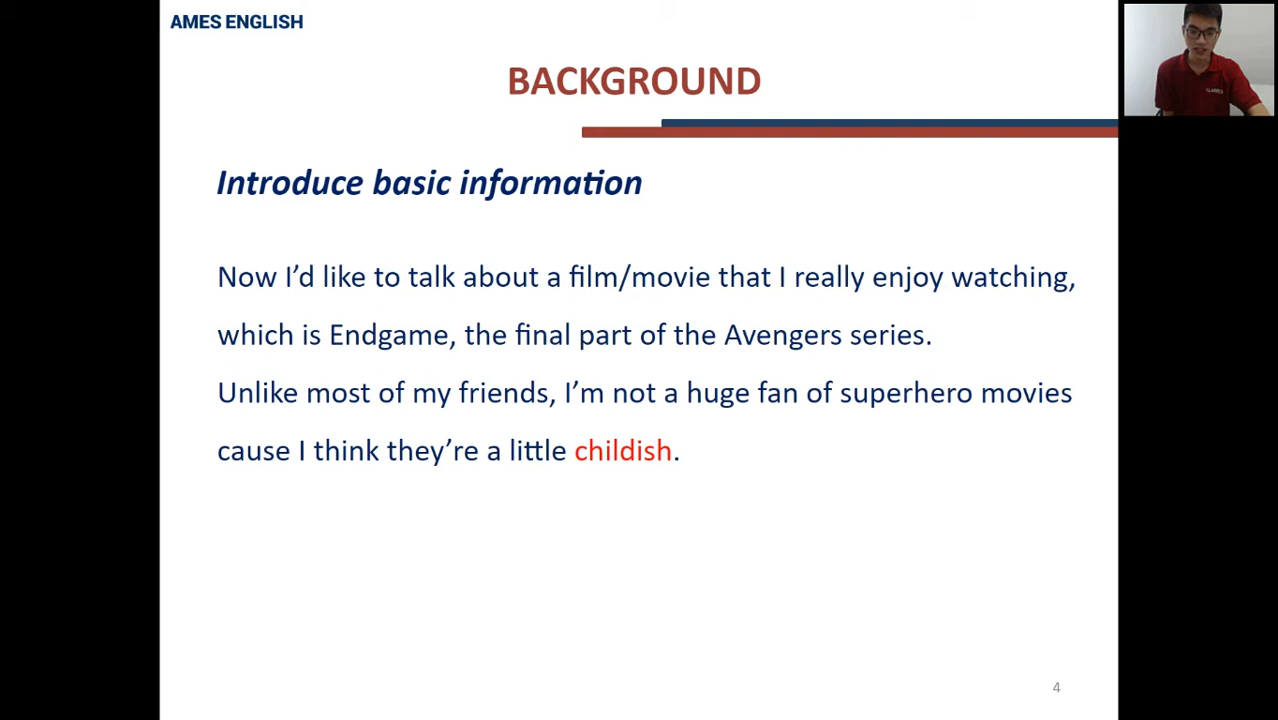 AMES ENGLISH
BACKGROUND
Introduce basic information
Now I’d like to talk about a film/movie that I really enjoy watching,
which is Endgame, the final part of the Avengers series.
Unlike most of my friends, I’m not a huge fan of superhero movies
cause I think they’re a little childish.
4